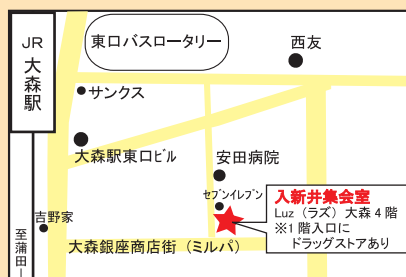 JR
大森駅
東口バスロータリー
西友
サンクス
大森駅東口ビル
安田病院
セブンイレブン
入新井集会室
Luz（ラズ）大森4階
※1階入口に
ドラッグストアあり
吉野家
大森銀座商店街（ミルパ）
至蒲田